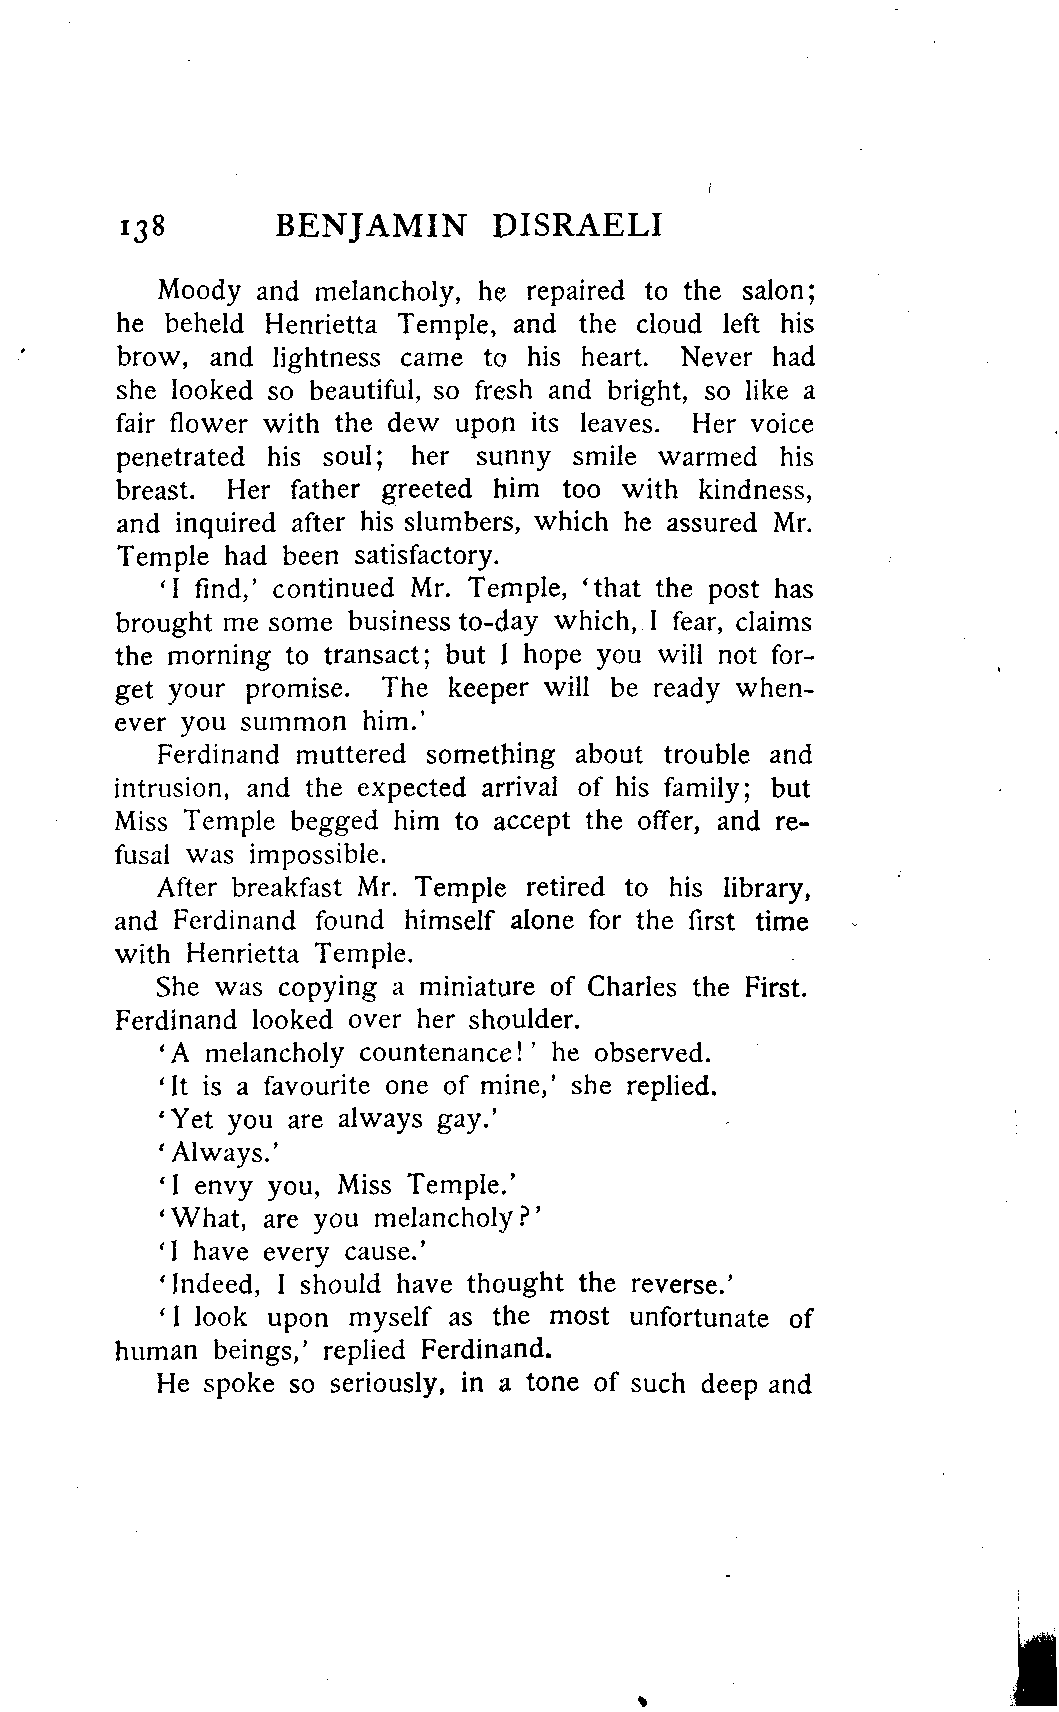 138 BENJAMIN DISRAELI
Moody and melancholy, he repaired to the salon;
he beheld Henrietta Temple, and the cloud left his
brow, and lightness came to his heart. Never had
she looked so beautiful, so fresh and bright, so like a
fair flower with the dew upon its leaves. Her voice
penetrated his soul; her sunny smile warmed his
breast. Her father greeted him too with kindness,
and inquired after his slumbers, which he assured Mr.
Temple had been satisfactory.
‘I find,’ continued Mr. Temple, ‘that the post has
brought me some business to-day which, I fear, claims
the morning to transact; but I hope you will not for-
get your promise. The keeper will be ready when-
ever you summon him.’
Ferdinand muttered something about trouble and
intrusion, and the expected arrival of his family; but
Miss Temple begged him to accept the offer, and re-
fusal was impossible.
After breakfast Mr. Temple retired to his library,
and Ferdinand found himself alone for the first time
with Henrietta Temple.
She was copying a miniature of Charles the First.
Ferdinand looked over her shoulder.
‘A melancholy countenance!’ he observed.
‘It is a favourite one of mine,’ she replied.
‘Yet you are always gay.’
‘Always.’
‘I envy you, Miss Temple.’
‘What, are you melancholy?’
‘I have every cause.’
‘Indeed, I should have thought the reverse.’
‘I look upon myself as the most unfortunate of
human beings,’ replied Ferdinand.
He spoke so seriously, in a tone of such deep and